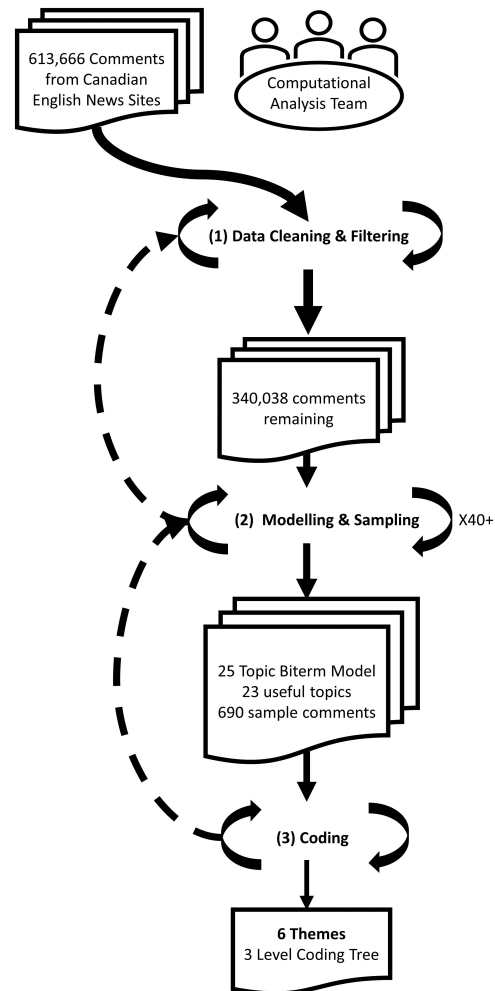 613,666 Comments
from Canadian
English News Sites
Computational
Analysis Team
(1) Data Cleaning & Filtering
340,038 comments
remaining
(2) Modelling & Sampling
X40+
25 Topic Biterm Model
23 useful topics
690 sample comments
(3) Coding
6 Themes
3 Level Coding Tree